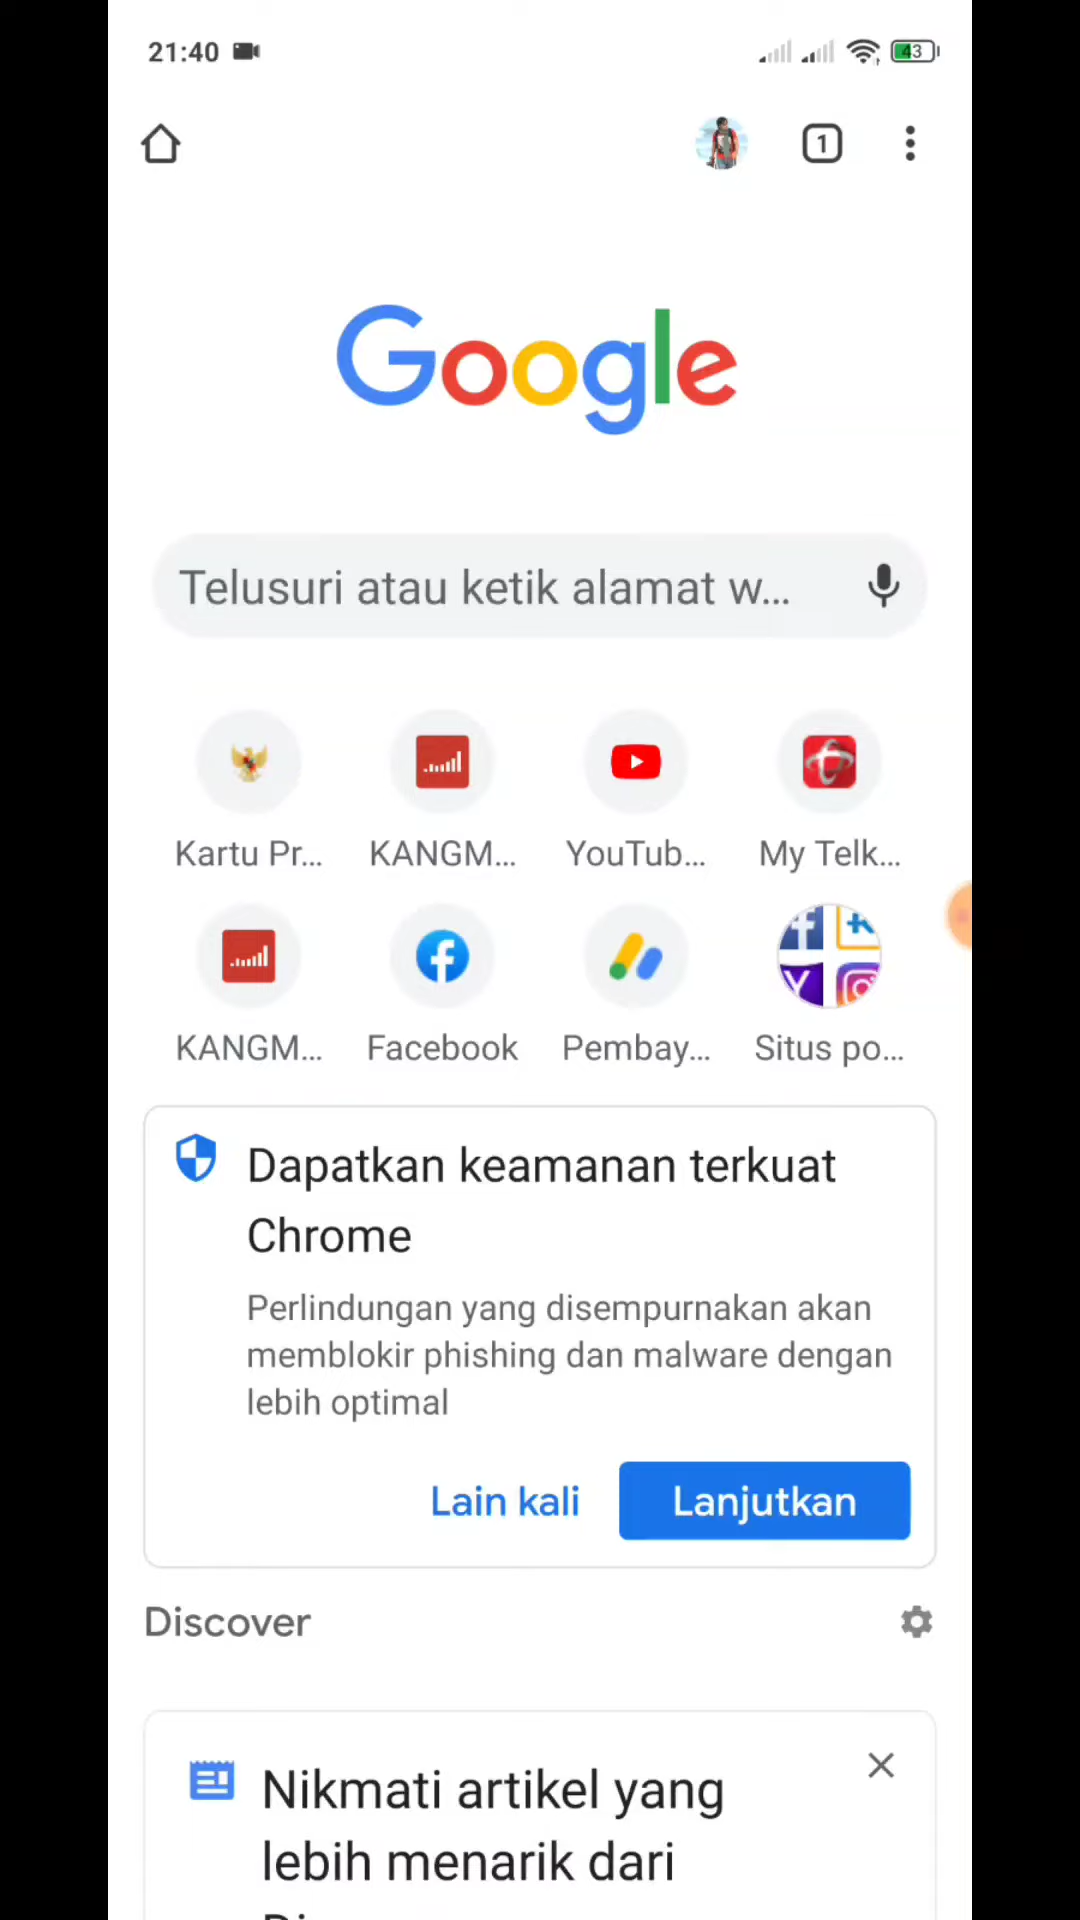 21:40
43
1
Google
Telusuri atau ketik alamat w...
Kartu Pr...
KANGM...
YouTub...
My Telk...
KANGM...
Facebook
Pembay...
Situs po...
Dapatkan keamanan terkuat
Chrome
Perlindungan yang disempurnakan akan
memblokir phishing dan malware dengan
lebih optimal
Lain kali
Lanjutkan
Discover
Nikmati artikel yang
lebih menarik dari